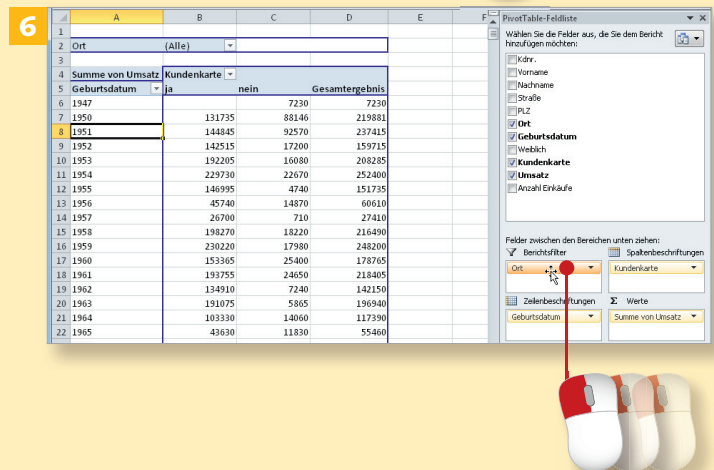 6
A B C D E F
1
2 Ort (Alle)
3
4 Summe von Umsatz Kundenkarte
5 Geburtsdatum ja nein Gesamtergebnis
6 1947 7230 7230
7 1950 131735 88146 219881
8 1951 144845 92570 237415
9 1952 142515 17200 159715
10 1953 192205 16080 208285
11 1954 229730 22670 252400
12 1955 146995 4740 151735
13 1956 45740 14870 60610
14 1957 26700 710 27410
15 1958 198270 18220 216490
16 1959 230220 17980 248200
17 1960 153365 25400 178765
18 1961 193755 24650 218405
19 1962 134910 7240 142150
20 1963 191075 5865 196940
21 1964 103330 14060 117390
22 1965 43630 11830 55460
PivotTable-Feldliste
Wählen Sie die Felder aus, die Sie dem Bericht
hinzufügen möchten:
Kdnr.
Vorname
Nachname
Straße
PLZ
Ort
Geburtsdatum
Weiblich
Kundenkarte
Umsatz
Anzahl Einkäufe
Felder zwischen den Bereichen unten ziehen:
Berichtsfilter Spaltenbeschriftungen
Ort Kundenkarte
Zeilenbeschriftungen Σ Werte
Geburtsdatum Summe von Umsatz